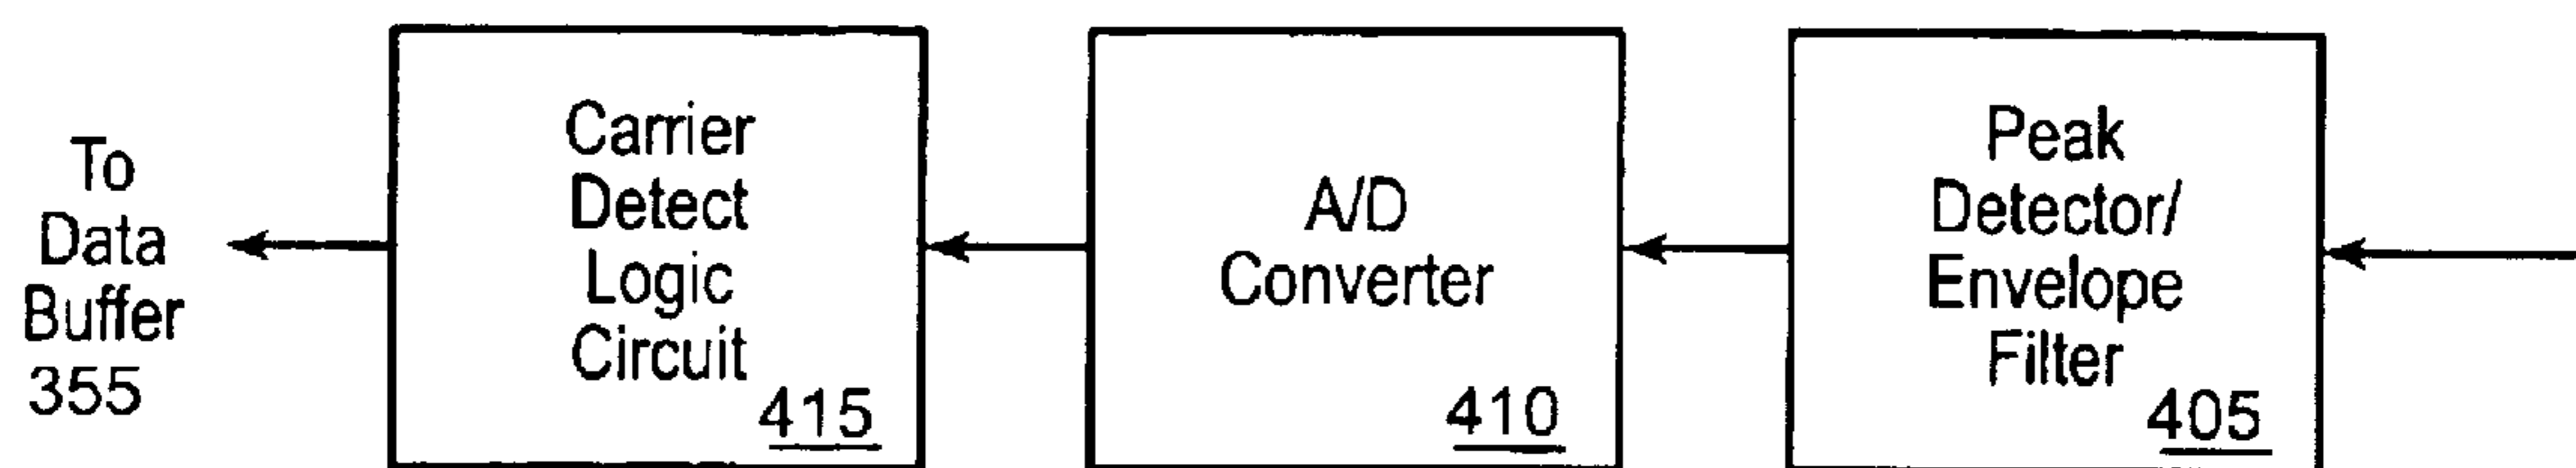 To
Data
Buffer
355
Carrier
Detect
Logic
Circuit
415
A/D
Converter
410
Peak
Detector/
Envelope
Filter
405